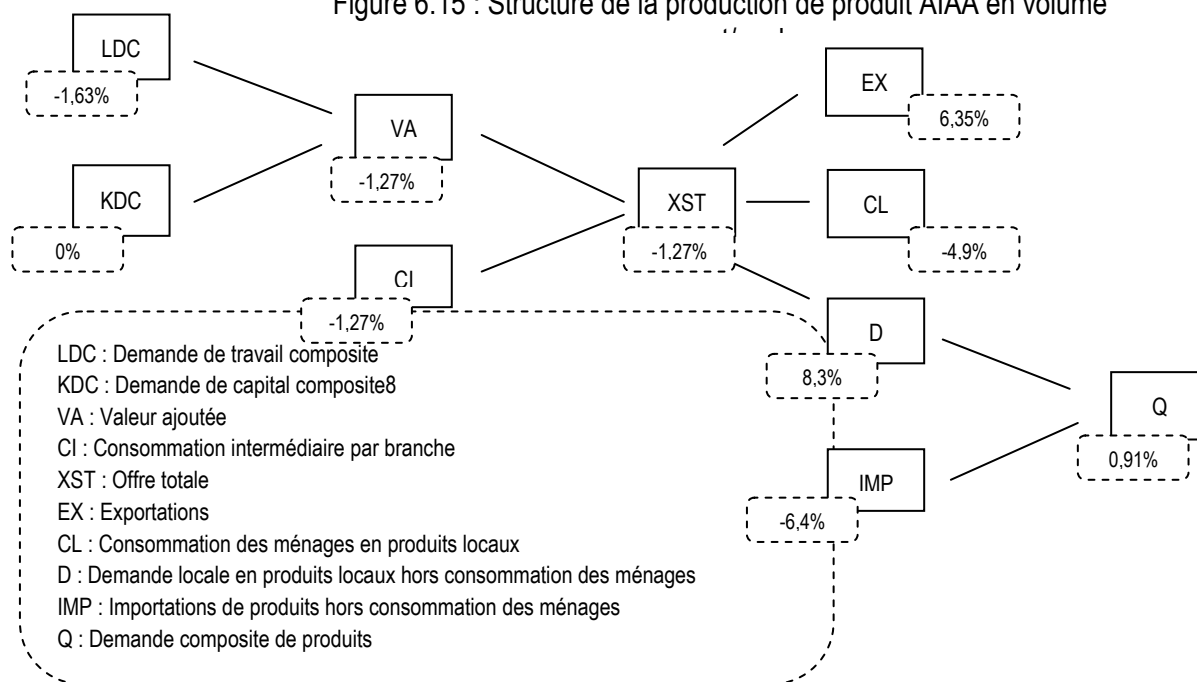 Figure 6.15 : Structure de la production de produit AIAA en volume
LDC
-1,63%
KDC
0%
VA
-1,27%
CI
-1,27%
XST
-1,27%
EX
6,35%
CL
-4.9%
D
8,3%
IMP
-6,4%
Q
0,91%
LDC : Demande de travail composite
KDC : Demande de capital composite8
VA : Valeur ajoutée
CI : Consommation intermédiaire par branche
XST : Offre totale
EX : Exportations
CL : Consommation des ménages en produits locaux
D : Demande locale en produits locaux hors consommation des ménages
IMP : Importations de produits hors consommation des ménages
Q : Demande composite de produits